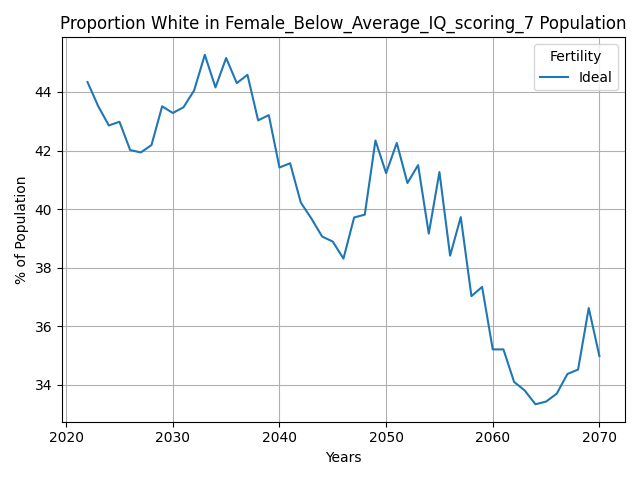 Proportion White in Female_Below_Average_IQ_scoring_7 Population
Fertility
Ideal
% of Population
44
42
40
38
36
34
2020 2030 2040 2050 2060 2070
Years